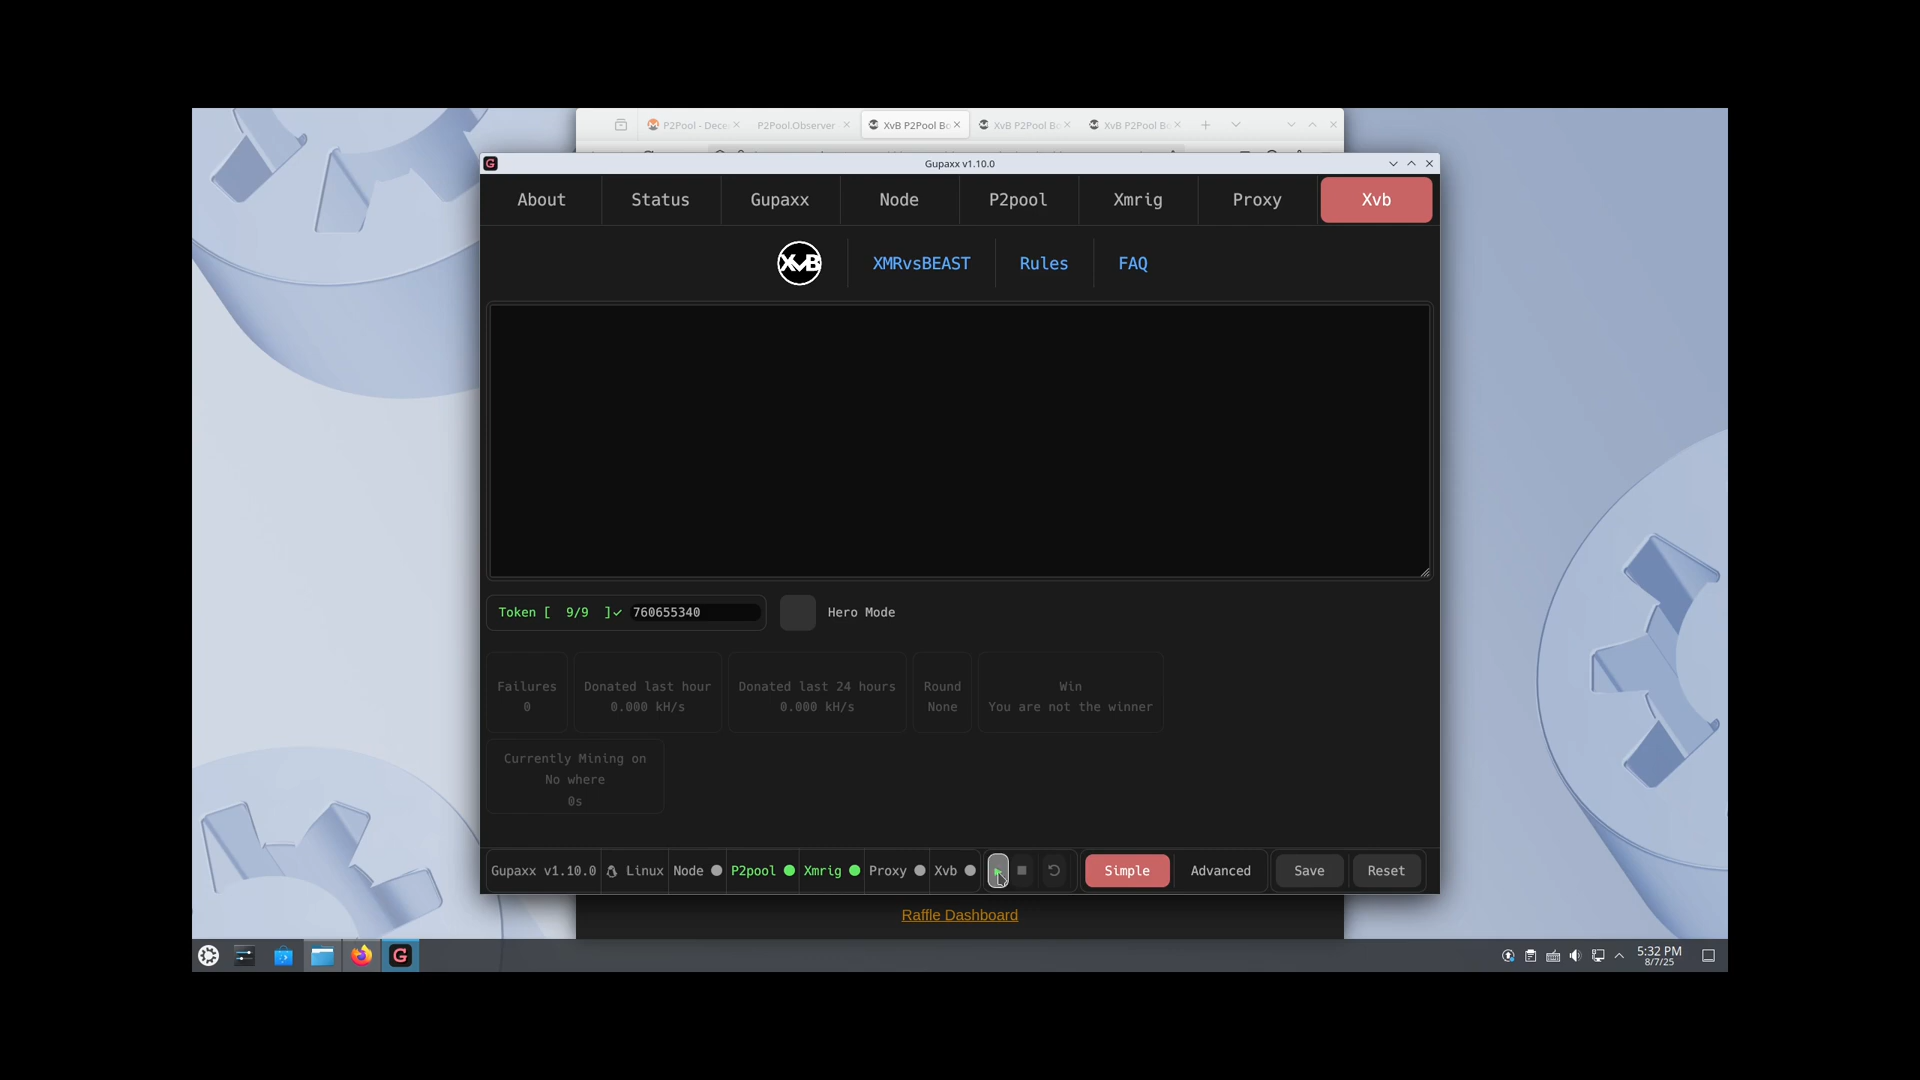 P2Pool - Dece
P2Pool.Observer
XvB P2Pool Bo
XvB P2Pool Bo
XvB P2Pool Bo
Gupaxx v1.10.0
About
Status
Gupaxx
Node
P2pool
Xmrig
Proxy
Xvb
XvB
XMRvsBEAST
Rules
FAQ
Token [ 9/9 ]✓ 760655340
Hero Mode
Failures
0
Donated last hour
0.000 kH/s
Donated last 24 hours
0.000 kH/s
Round
None
Win
You are not the winner
Currently Mining on
No where
0s
Gupaxx v1.10.0
Linux
Node
P2pool
Xmrig
Proxy
Xvb
Simple
Advanced
Save
Reset
Raffle Dashboard
G
5:32 PM
8/7/25